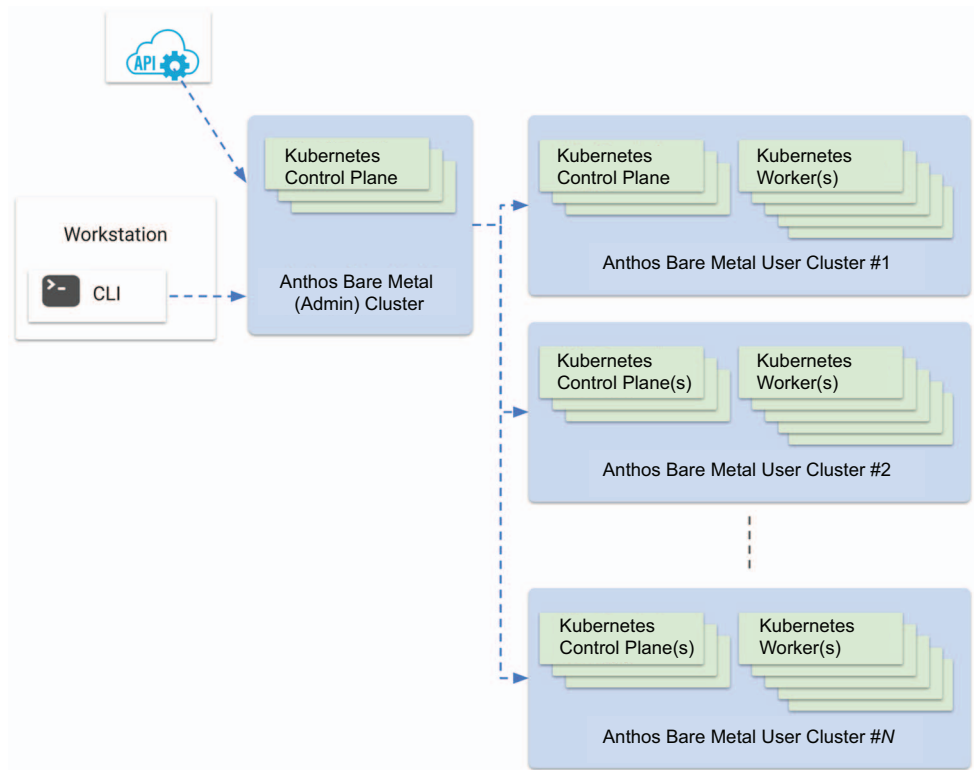 API
Workstation
>-
CLI
Kubernetes
Control Plane
Anthos Bare Metal
(Admin) Cluster
Kubernetes
Control Plane
Kubernetes
Worker(s)
Anthos Bare Metal User Cluster #1
Kubernetes
Control Plane(s)
Kubernetes
Worker(s)
Anthos Bare Metal User Cluster #2
Kubernetes
Control Plane(s)
Kubernetes
Worker(s)
Anthos Bare Metal User Cluster #N